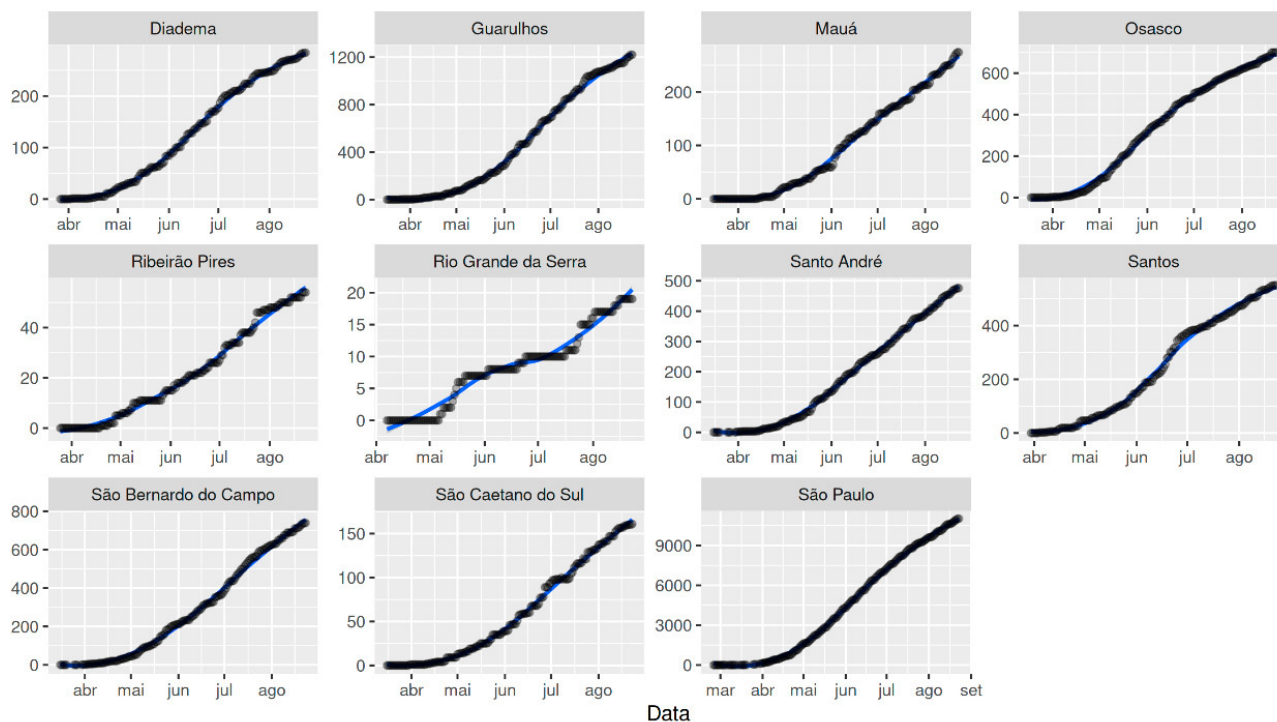 Diadema
Guarulhos
Mauá
Osasco
200
100
0
abr mai jun jul ago
1200
800
400
0
abr mai jun jul ago
200
100
0
abr mai jun jul ago
600
400
200
0
abr mai jun jul ago
Ribeirão Pires
Rio Grande da Serra
Santo André
Santos
40
20
0
abr mai jun jul ago
20
15
10
5
0
abr mai jun jul ago
500
400
300
200
100
0
abr mai jun jul ago
400
200
0
abr mai jun jul ago
São Bernardo do Campo
São Caetano do Sul
São Paulo
800
600
400
200
0
abr mai jun jul ago
150
100
50
0
abr mai jun jul ago
9000
6000
3000
0
mar abr mai jun jul ago set
Data